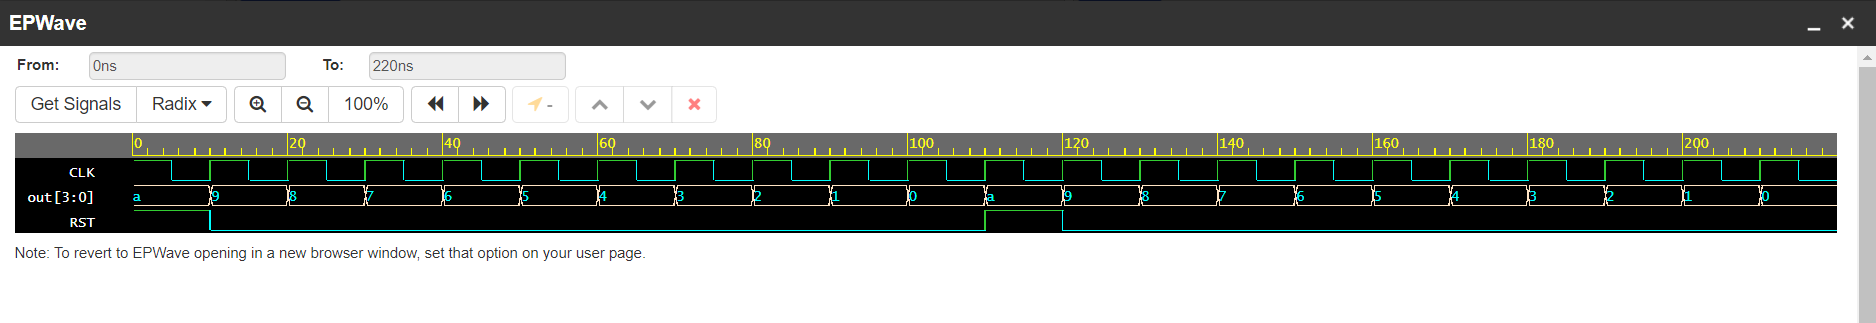 EPWave
From: 0ns To: 220ns
Get Signals Radix 100% -
0 20 40 60 80 100 120 140 160 180 200
CLK
out[3:0] a 9 8 7 6 5 4 3 2 1 0 a 9 8 7 6 5 4 3 2 1 0
RST
Note: To revert to EPWave opening in a new browser window, set that option on your user page.